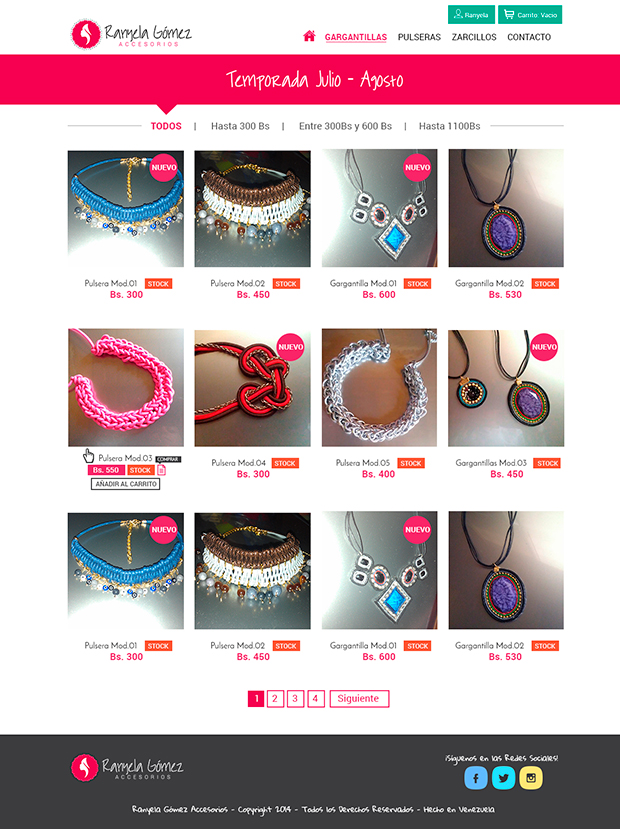 Ranyela
Carrito Vacio
Ranyela Gómez
ACCESORIOS
GARGANTILLAS PULSERAS ZARCILLOS CONTACTO
Temporada Julio - Agosto
TODOS | Hasta 300 Bs | Entre 300Bs y 600 Bs | Hasta 1100Bs
NUEVO NUEVO
Pulsera Mod.01 STOCK Pulsera Mod.02 STOCK Gargantilla Mod.01 STOCK Gargantilla Mod.02 STOCK
Bs. 300 Bs. 450 Bs. 600 Bs. 530
NUEVO NUEVO
Pulsera Mod.03 COMPRAR Pulsera Mod.04 STOCK Pulsera Mod.05 STOCK Gargantillas Mod.03 STOCK
Bs. 550 STOCK Bs. 300 Bs. 400 Bs. 450
AÑADIR AL CARRITO
NUEVO NUEVO
Pulsera Mod.01 STOCK Pulsera Mod.02 STOCK Gargantilla Mod.01 STOCK Gargantilla Mod.02 STOCK
Bs. 300 Bs. 450 Bs. 600 Bs. 530
1 2 3 4 Siguiente
Ranyela Gómez
ACCESORIOS
¡Síguenos en las Redes Sociales!
Ranyela Gómez Accesorios - Copyright 2014 - Todos los Derechos Reservados - Hecho en Venezuela